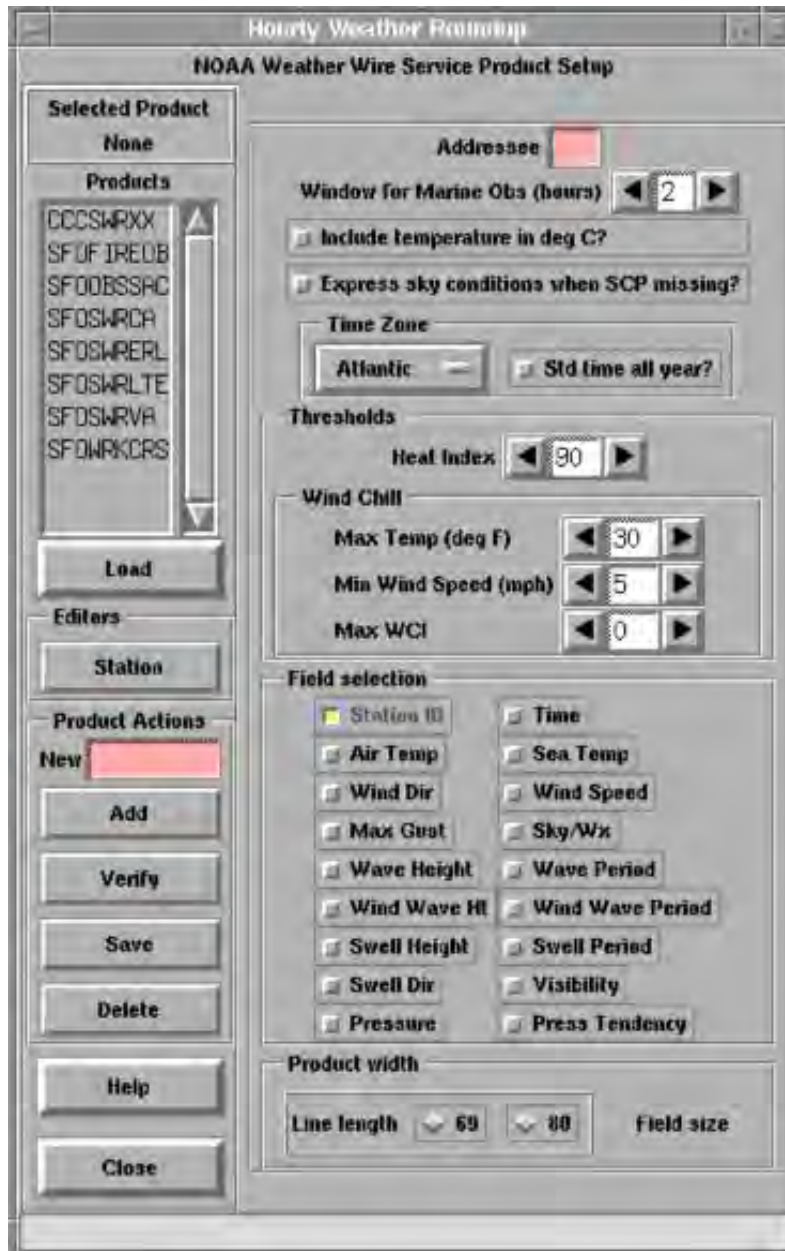 Hourly Weather Roundup
NOAA Weather Wire Service Product Setup
Selected Product
None
Products
CCCSWRXX
SFOFIREOB
SFOOBSSAC
SFOSWRCA
SFOSWRERL
SFOSWRLTE
SFOSWRVA
SFOWRKCRS
Load
Editors
Station
Product Actions
New
Add
Verify
Save
Delete
Help
Close
Addressee
Window for Marine Obs (hours) 2
Include temperature in deg C?
Express sky conditions when SCP missing?
Time Zone
Atlantic Std time all year?
Thresholds
Heat Index 90
Wind Chill
Max Temp (deg F) 30
Min Wind Speed (mph) 5
Max WCI 0
Field selection
Station ID Time
Air Temp Sea Temp
Wind Dir Wind Speed
Max Gust Sky/Wx
Wave Height Wave Period
Wind Wave Ht Wind Wave Period
Swell Height Swell Period
Swell Dir Visibility
Pressure Press Tendency
Product width
Line length 69 80 Field size